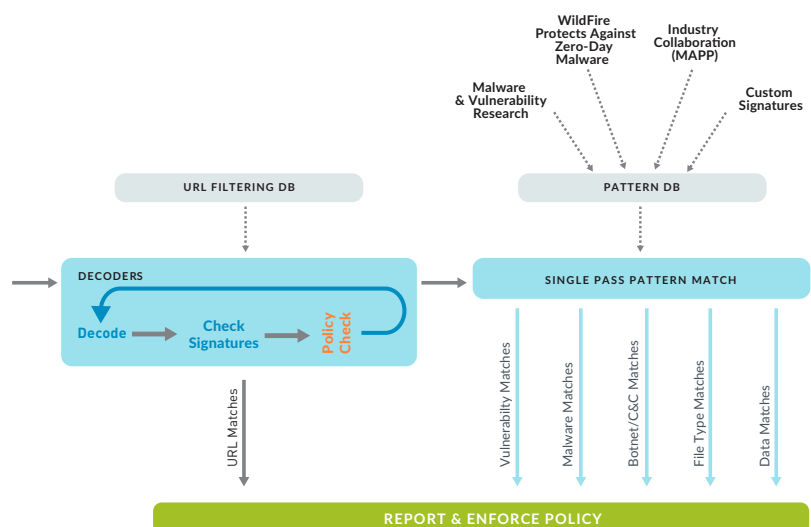 WildFire
Protects Against
Zero-Day
Malware
Industry
Collaboration
(MAPP)
Malware
& Vulnerability
Research
Custom
Signatures
URL FILTERING DB
PATTERN DB
DECODERS
Decode
Check
Signatures
Policy
Check
SINGLE PASS PATTERN MATCH
URL Matches
Vulnerabilty Matches
Malware Matches
Botnet/C&C Matches
File Type Matches
Data Matches
REPORT & ENFORCE POLICY